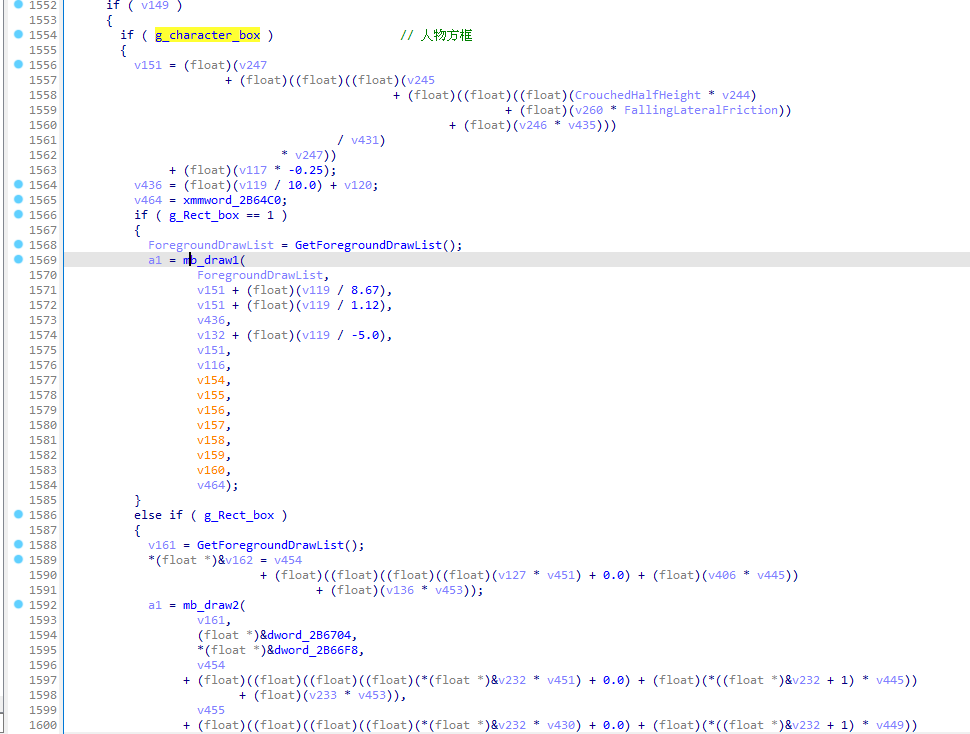 1552 if ( v149 )
1553 {
1554 if ( g_character_box ) // 人物方框
1555 {
1556 v151 = (float)(v247
1557 + (float)((float)((float)(v245
1558 + (float)((float)((float)(CrouchedHalfHeight * v244)
1559 + (float)(v260 * FallingLateralFriction))
1560 + (float)(v246 * v435)))
1561 / v431)
1562 * v247))
1563 + (float)(v117 * -0.25);
1564 v436 = (float)(v119 / 10.0) + v120;
1565 v464 = xmmword_2B64C0;
1566 if ( g_Rect_box == 1 )
1567 {
1568 ForegroundDrawList = GetForegroundDrawList();
1569 a1 = mb_draw1(
1570 ForegroundDrawList,
1571 v151 + (float)(v119 / 8.67),
1572 v151 + (float)(v119 / 1.12),
1573 v436,
1574 v132 + (float)(v119 / -5.0),
1575 v151,
1576 v116,
1577 v154,
1578 v155,
1579 v156,
1580 v157,
1581 v158,
1582 v159,
1583 v160,
1584 v464);
1585 }
1586 else if ( g_Rect_box )
1587 {
1588 v161 = GetForegroundDrawList();
1589 *(float *)&v162 = v454
1590 + (float)((float)((float)((float)(v127 * v451) + 0.0) + (float)(v406 * v445))
1591 + (float)(v136 * v453));
1592 a1 = mb_draw2(
1593 v161,
1594 (float *)&dword_2B6704,
1595 *(float *)&dword_2B66F8,
1596 v454
1597 + (float)((float)((float)((float)(*(float *)&v232 * v451) + 0.0) + (float)(*((float *)&v232 + 1) * v445))
1598 + (float)(v233 * v453)),
1599 v455
1600 + (float)((float)((float)((float)(*(float *)&v232 * v430) + 0.0) + (float)(*((float *)&v232 + 1) * v449))